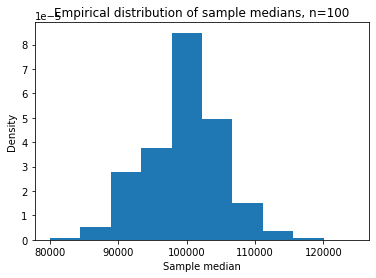 Empirical distribution of sample medians, n=100
1e-5
8
7
6
5
4
3
2
1
0
Density
80000 90000 100000 110000 120000
Sample median